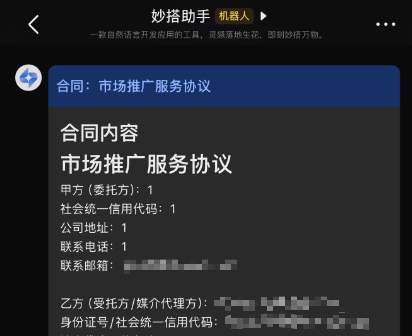 妙搭助手 机器人
一款自然语言开发应用的工具，灵感落地生花，即刻妙搭万物。
合同：市场推广服务协议
合同内容
市场推广服务协议
甲方（委托方）：1
社会统一信用代码：1
公司地址：1
联系电话：1
联系邮箱：
乙方（受托方/媒介代理方）：
身份证号/社会统一信用代码：